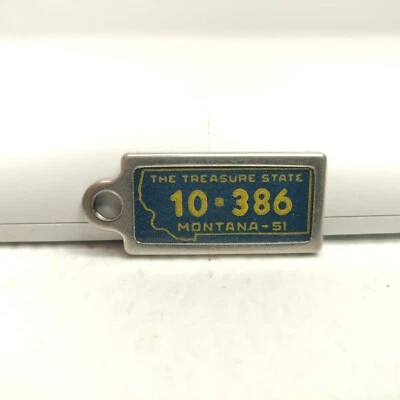 THE TREASURE STATE
10·386
MONTANA-51